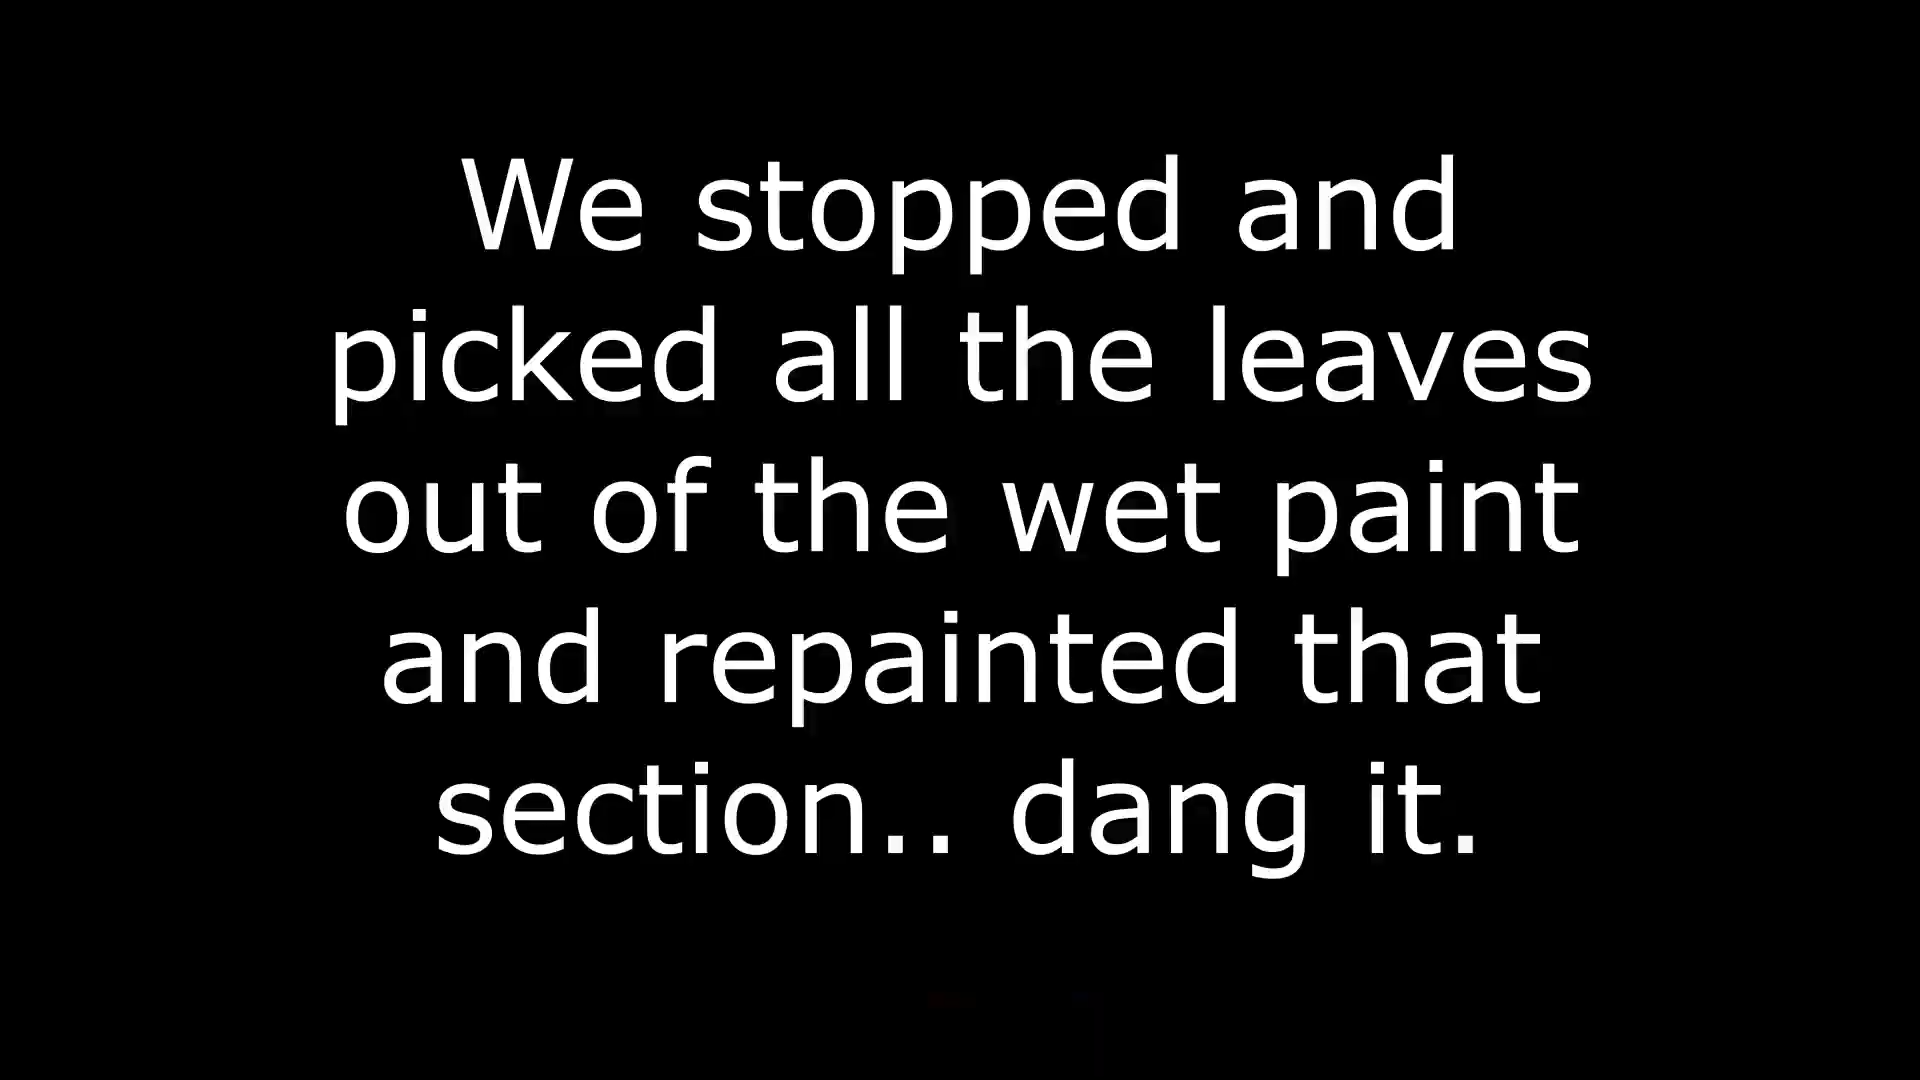 We stopped and
picked all the leaves
out of the wet paint
and repainted that
section.. dang it.